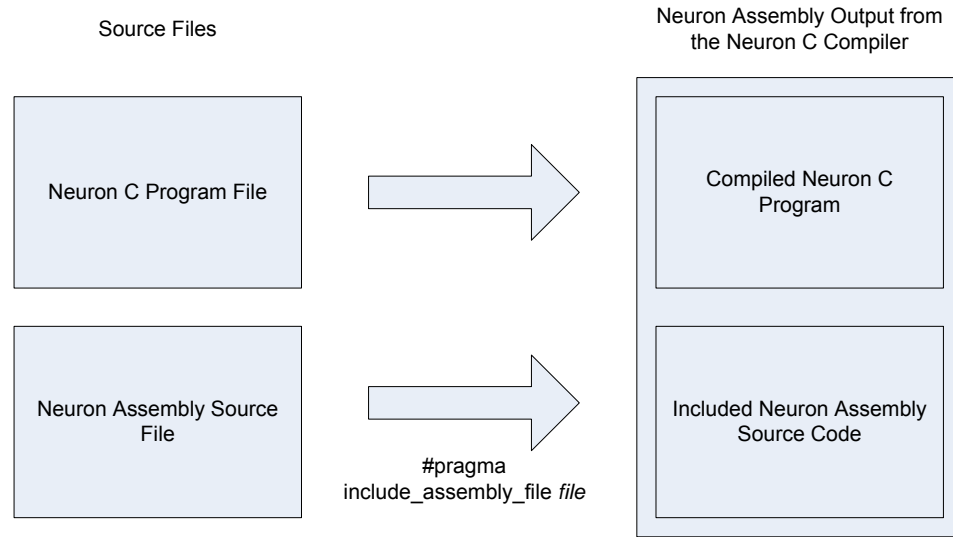 Source Files
Neuron Assembly Output from
the Neuron C Compiler
Neuron C Program File
Compiled Neuron C
Program
Neuron Assembly Source
File
#pragma
include_assembly_file file
Included Neuron Assembly
Source Code